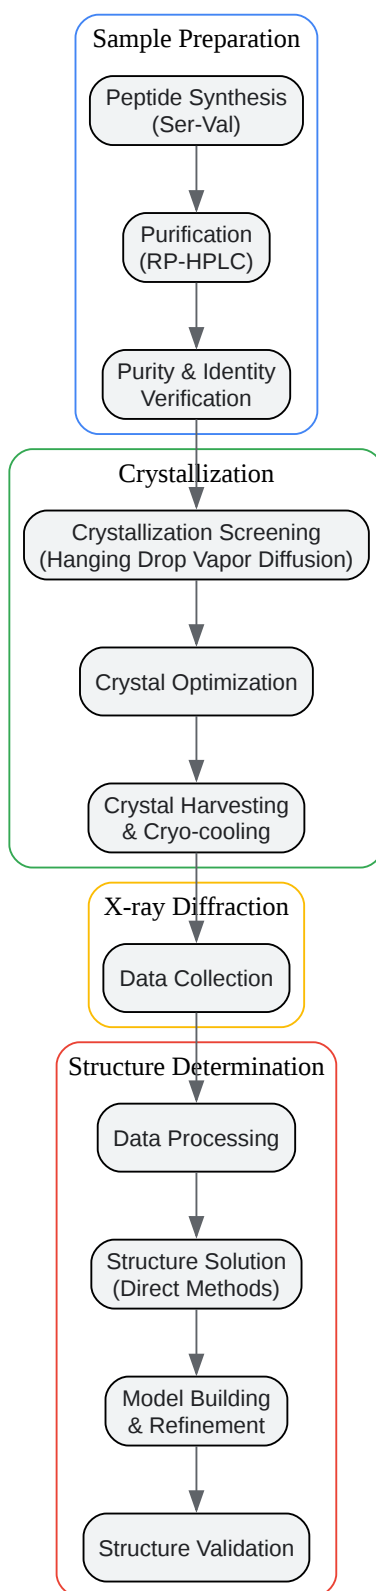 Sample Preparation
Peptide Synthesis
(Ser-Val)
Purification
(RP-HPLC)
Purity & Identity
Verification
Crystallization
Crystallization Screening
(Hanging Drop Vapor Diffusion)
Crystal Optimization
Crystal Harvesting
& Cryo-cooling
X-ray Diffraction
Data Collection
Structure Determination
Data Processing
Structure Solution
(Direct Methods)
Model Building
& Refinement
Structure Validation